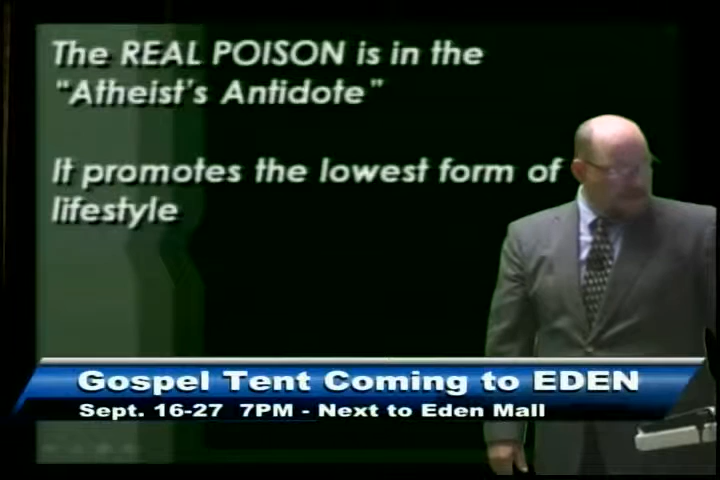 The REAL POISON is in the
“Atheist’s Antidote”
It promotes the lowest form of
lifestyle
Gospel Tent Coming to EDEN
Sept. 16-27 7PM - Next to Eden Mall